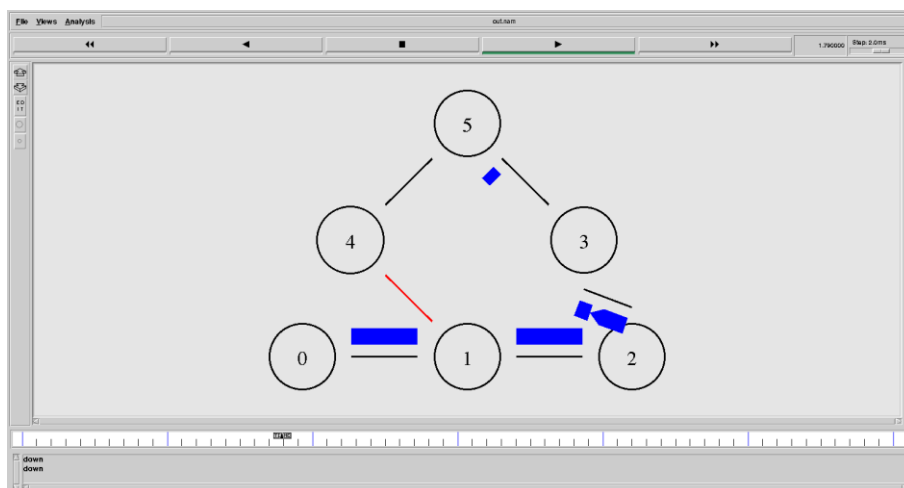 File Views Analysis
out.nam
1.790000 Step: 2.0ms
5
4 3
0 1 2
down
down